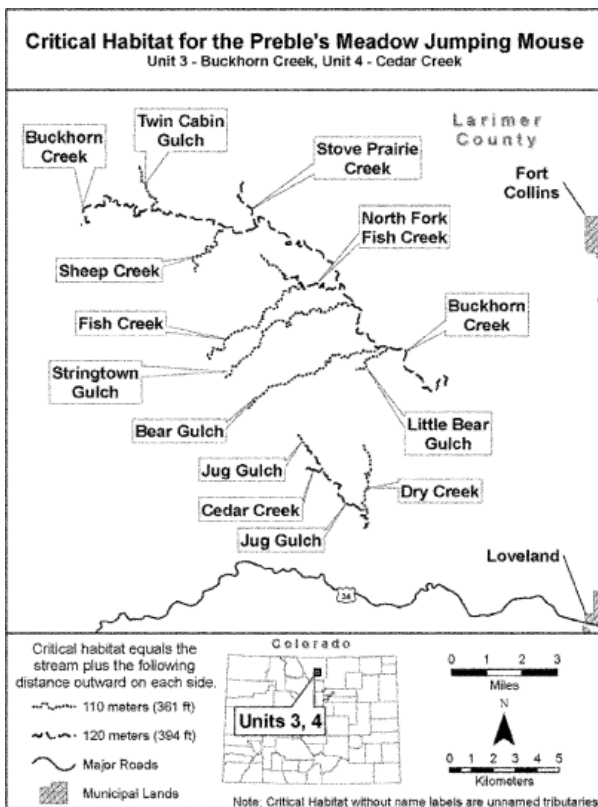 Critical Habitat for the Preble's Meadow Jumping Mouse
Unit 3 - Buckhorn Creek, Unit 4 - Cedar Creek
Larimer
County
Twin Cabin
Gulch
Buckhorn
Creek
Stove Prairie
Creek
Fort
Collins
North Fork
Fish Creek
Sheep Creek
Fish Creek
Buckhorn
Creek
Stringtown
Gulch
Bear Gulch
Little Bear
Gulch
Jug Gulch
Cedar Creek
Dry Creek
Jug Gulch
Loveland
34
Critical habitat equals the
stream plus the following
distance outward on each side.
110 meters (361 ft)
120 meters (394 ft)
Major Roads
Municipal Lands
Colorado
Units 3, 4
0 1 2 3
Miles
N
0 1 2 3 4 5
Kilometers
Note: Critical Habitat without name labels are unnamed tributaries